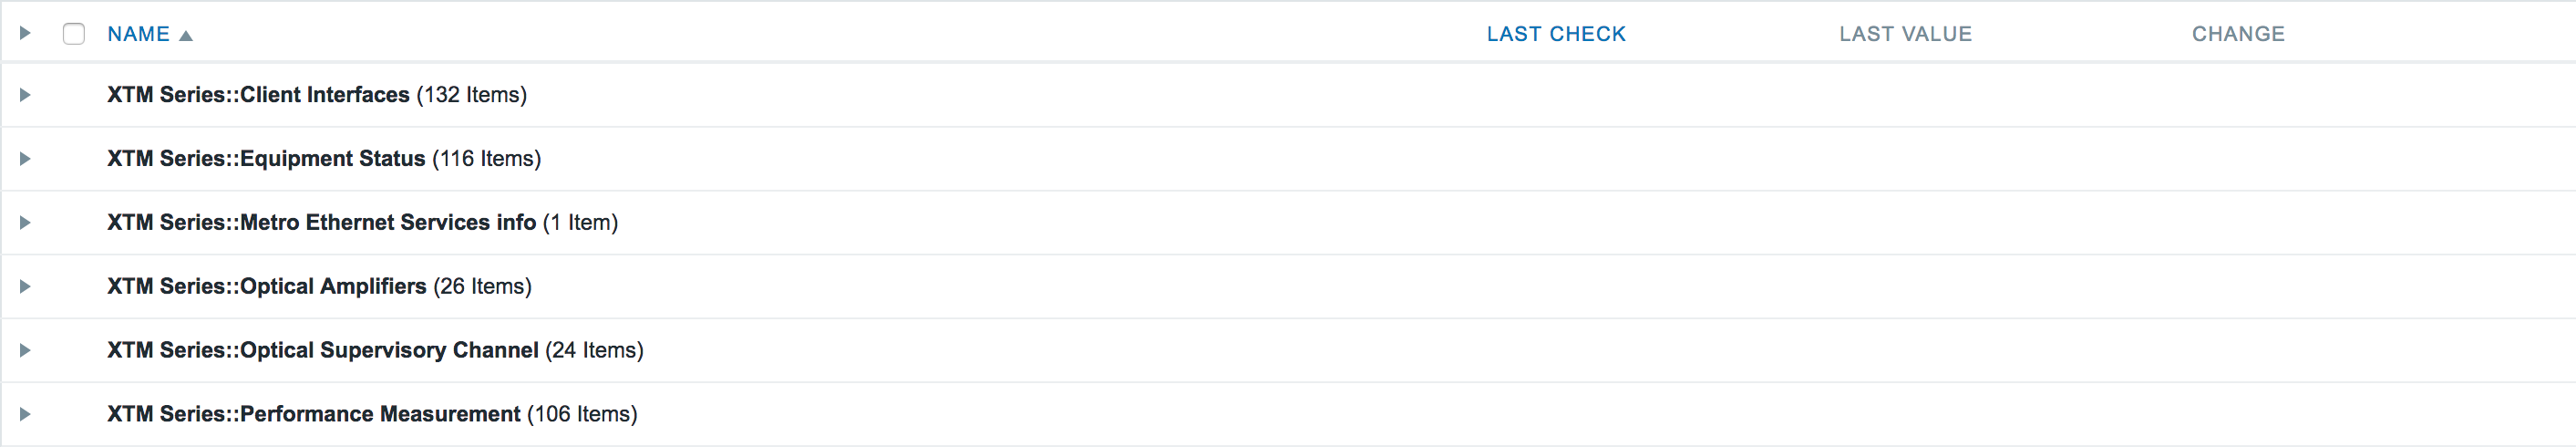 NAME ▲ LAST CHECK LAST VALUE CHANGE
XTM Series::Client Interfaces (132 Items)
XTM Series::Equipment Status (116 Items)
XTM Series::Metro Ethernet Services info (1 Item)
XTM Series::Optical Amplifiers (26 Items)
XTM Series::Optical Supervisory Channel (24 Items)
XTM Series::Performance Measurement (106 Items)